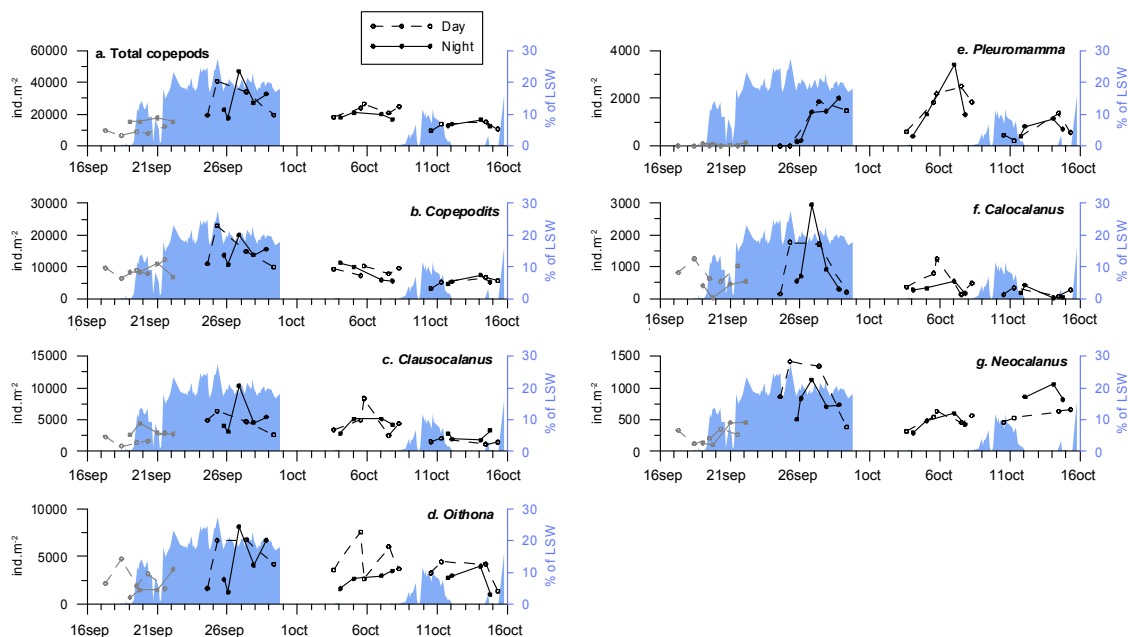 Day
Night
a. Total copepods
60000
40000
20000
0
ind.m-2
30
20
10
0
% of LSW
16sep 21sep 26sep 1oct 6oct 11oct 16oct
e. Pleuromamma
4000
2000
0
ind.m-2
30
20
10
0
% of LSW
16sep 21sep 26sep 1oct 6oct 11oct 16oct
b. Copepodits
30000
20000
10000
0
ind.m-2
30
20
10
0
% of LSW
16sep 21sep 26sep 1oct 6oct 11oct 16oct
f. Calocalanus
3000
2000
1000
0
ind.m-2
30
20
10
0
% of LSW
16sep 21sep 26sep 1oct 6oct 11oct 16oct
c. Clausocalanus
15000
10000
5000
0
ind.m-2
30
20
10
0
% of LSW
16sep 21sep 26sep 1oct 6oct 11oct 16oct
g. Neocalanus
1500
1000
500
0
ind.m-2
30
20
10
0
% of LSW
16sep 21sep 26sep 1oct 6oct 11oct 16oct
d. Oithona
10000
5000
0
ind.m-2
30
20
10
0
% of LSW
16sep 21sep 26sep 1oct 6oct 11oct 16oct